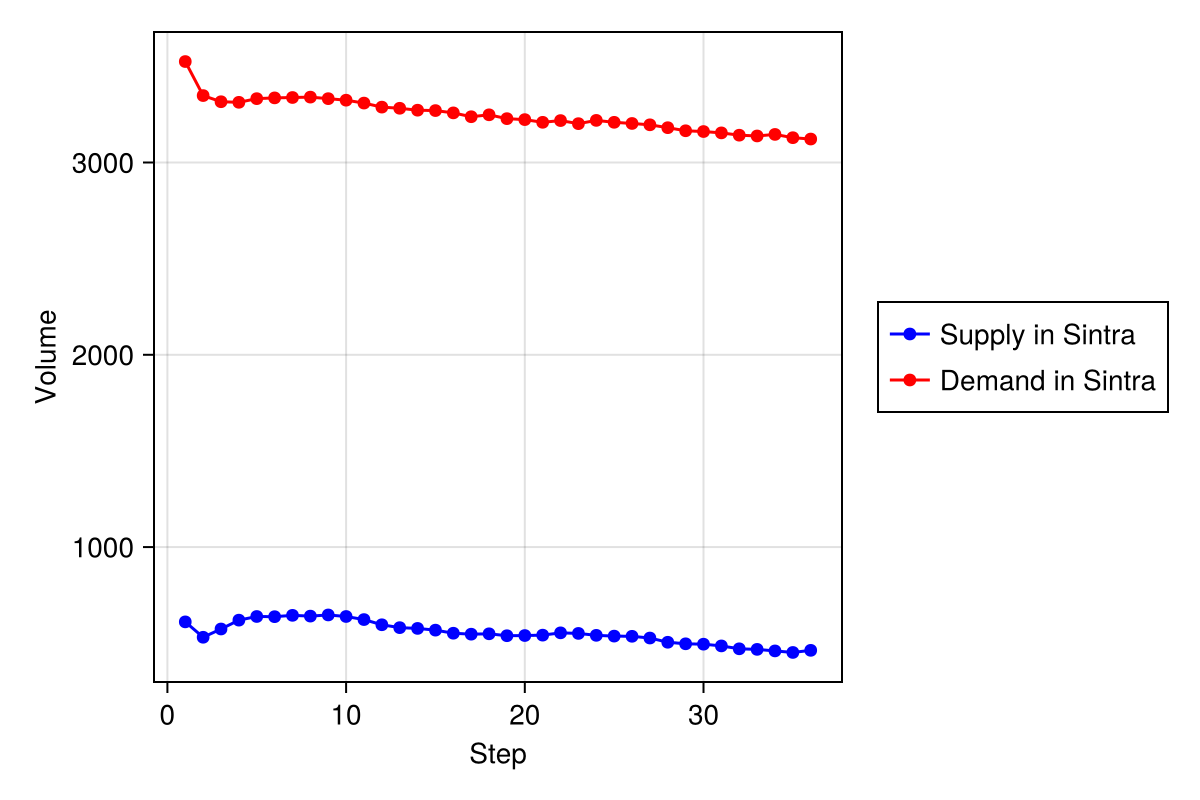 Volume
3000
2000
1000
0 10 20 30
Step
Supply in Sintra
Demand in Sintra